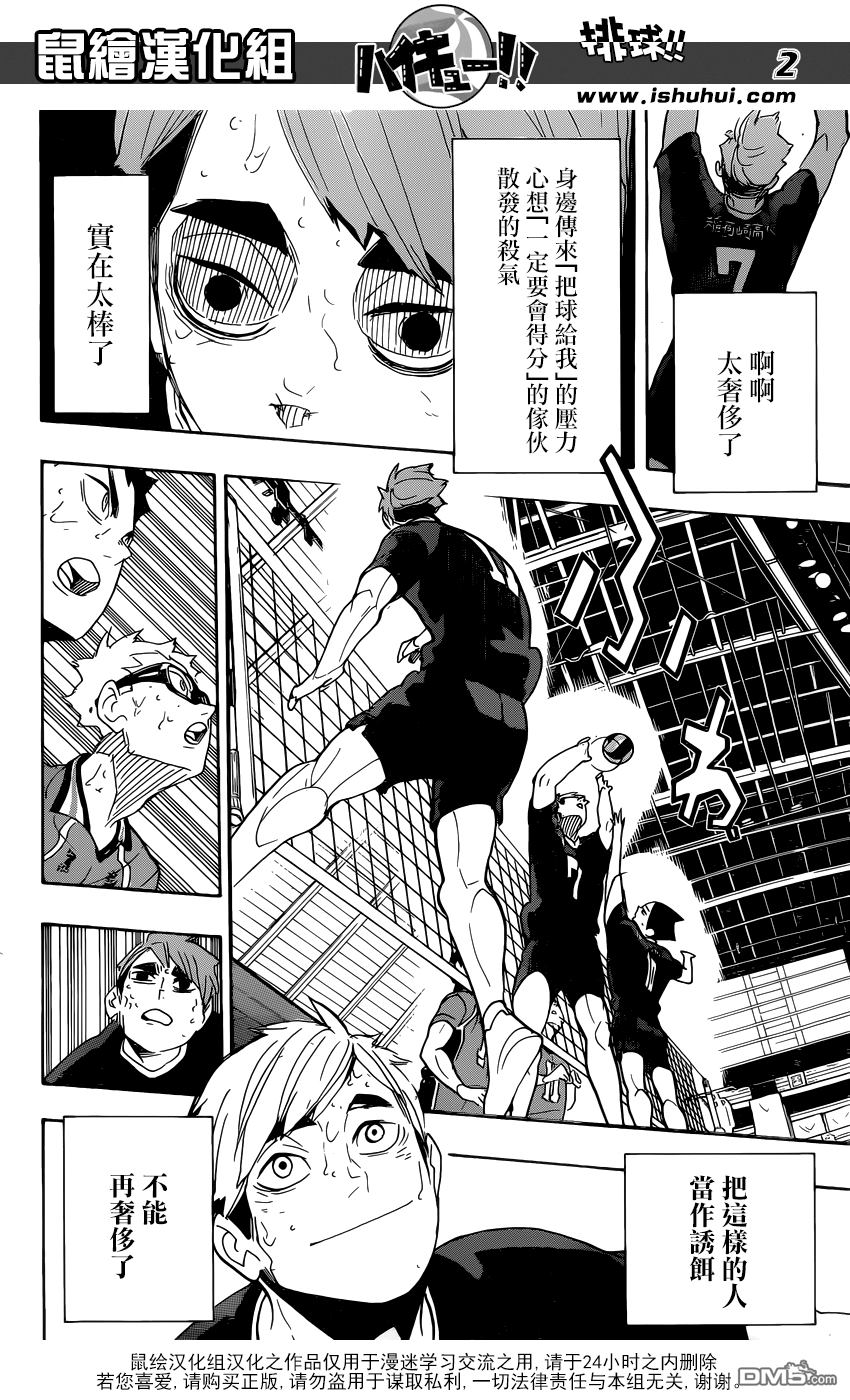 鼠繪漢化組
ハイキュー!!
排球!!
2
www.ishuhui.com
稲荷崎高
7
啊啊
太奢侈了
身邊傳來「把球給我」的壓力
心想「一定要會得分」的傢伙
散發的殺氣
實在太棒了
7
把這樣的人
當作誘餌
不能
再奢侈了
鼠绘汉化组汉化之作品仅用于漫迷学习交流之用,请于24小时之内删除
若您喜爱,请购买正版,请勿盗用于谋取私利,一切法律责任与本组无关,谢谢。
DM5.com